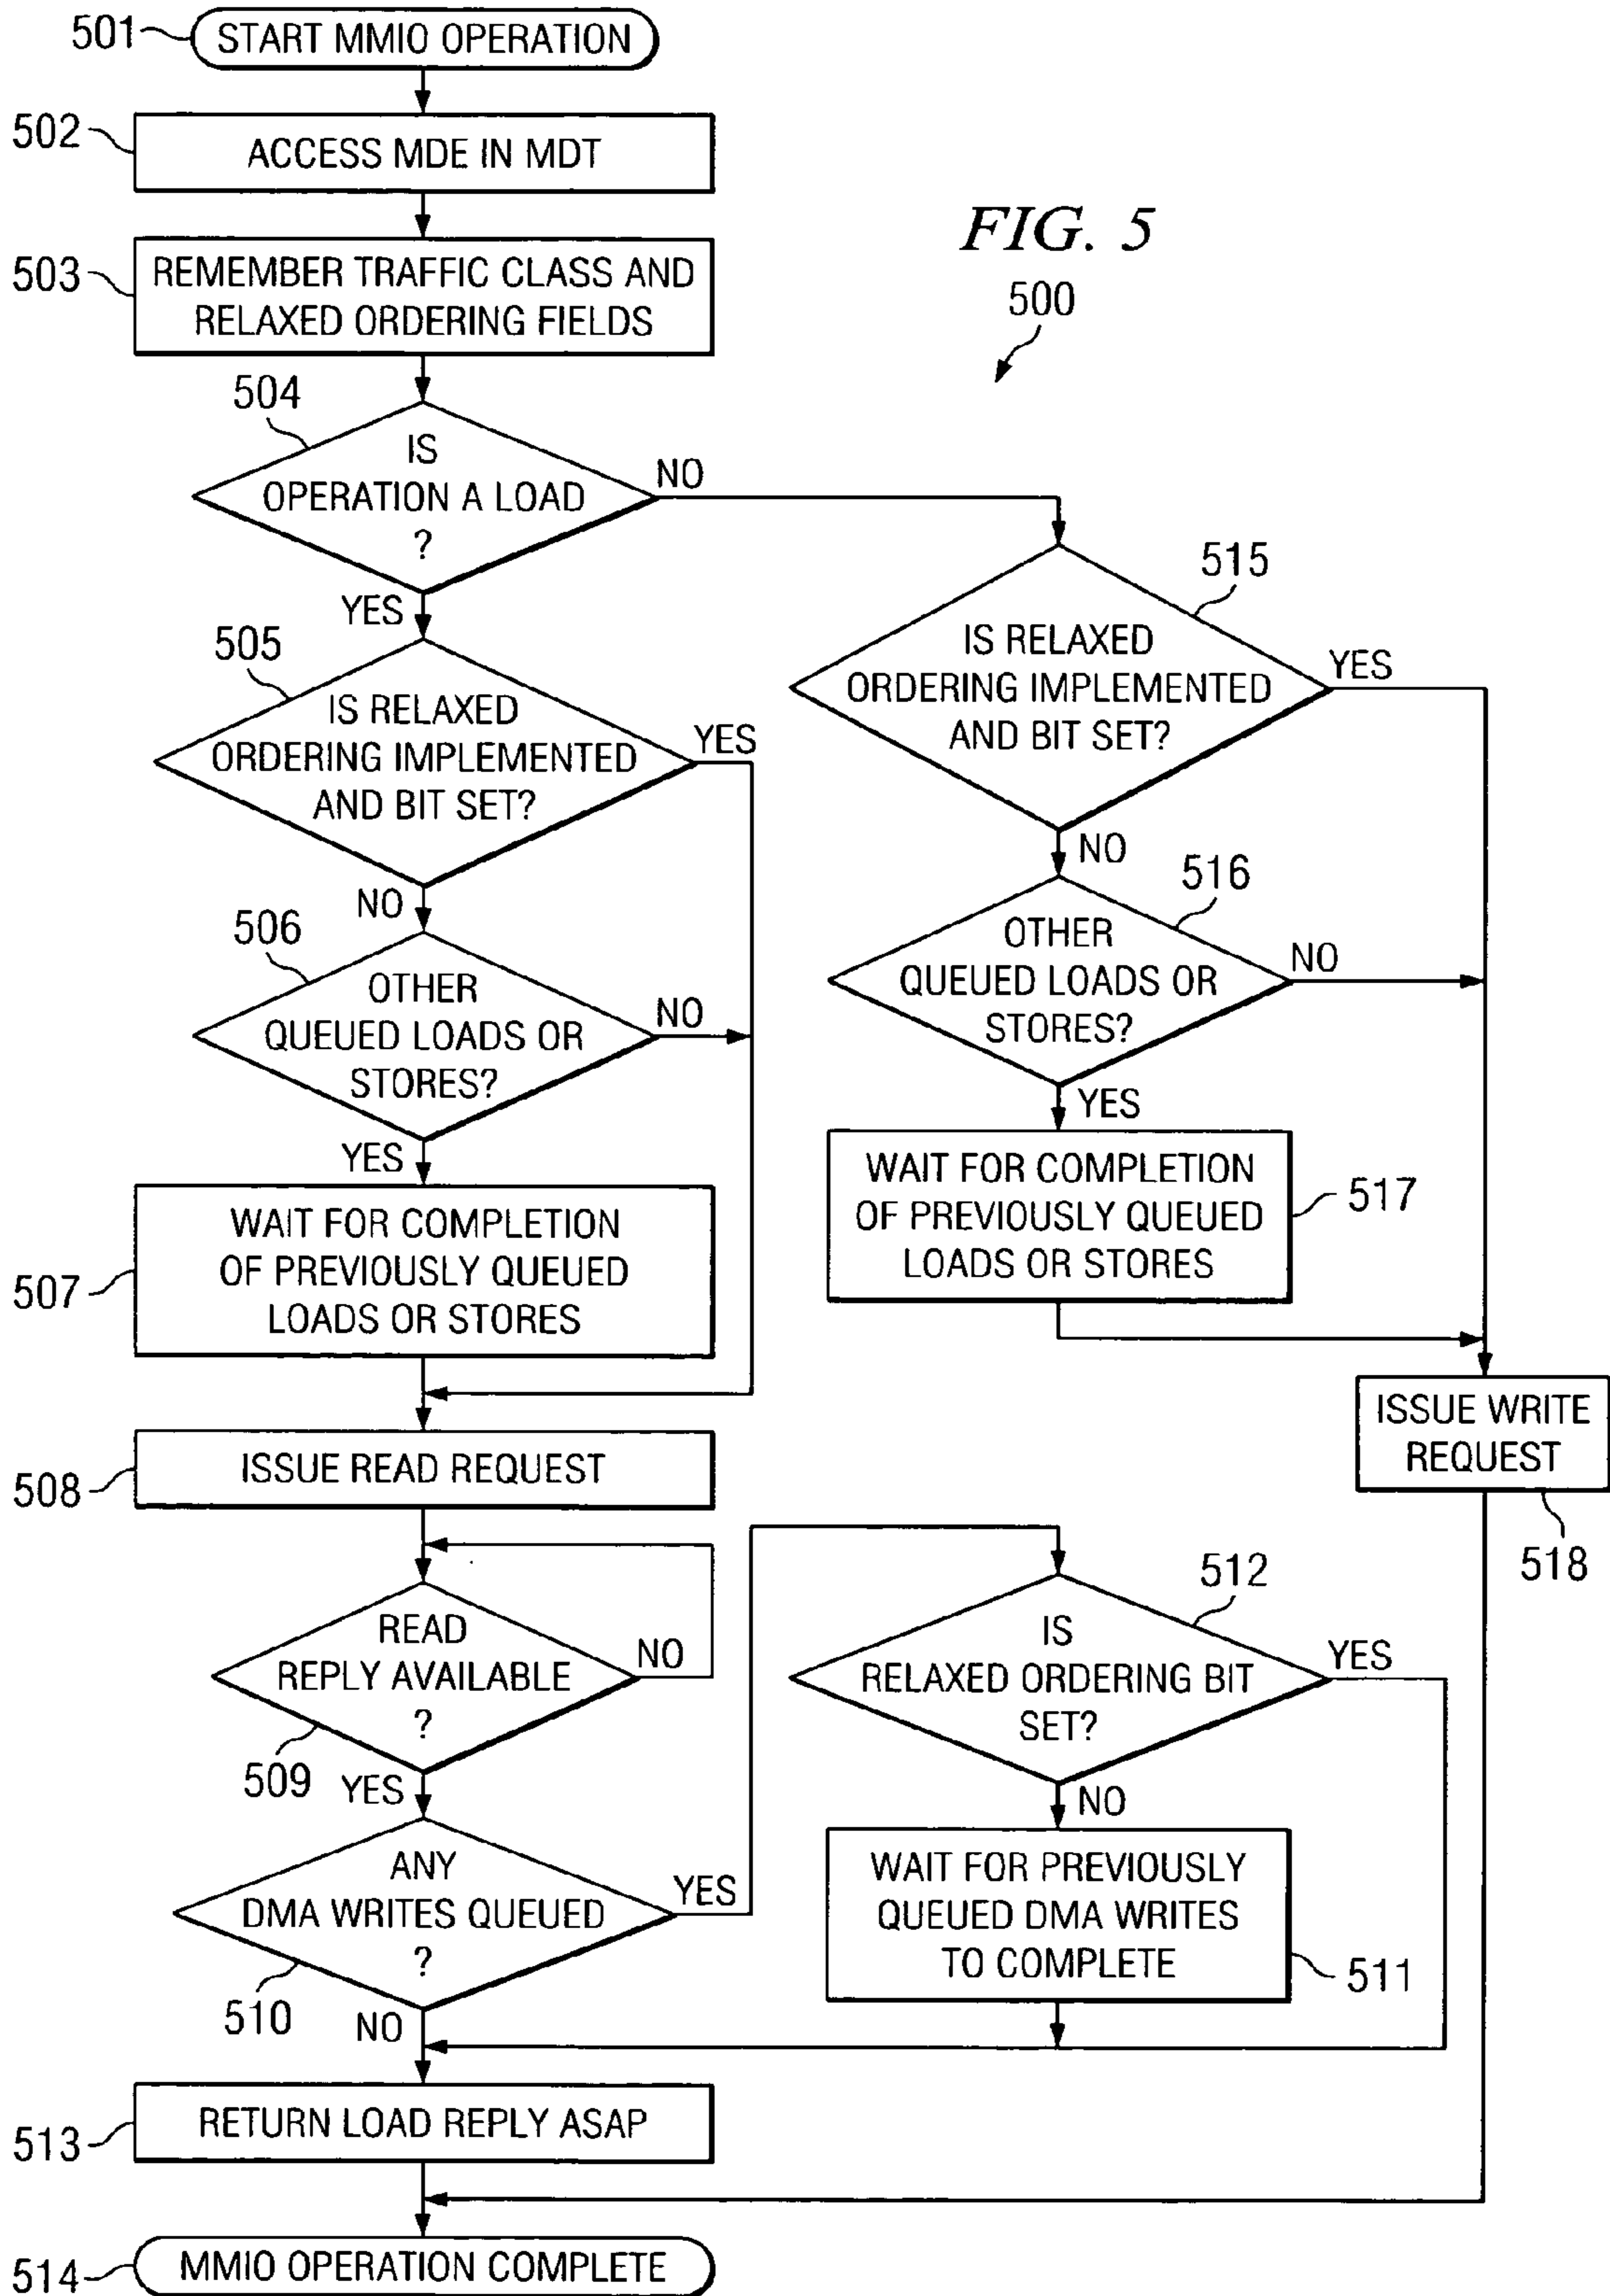 501
START MMIO OPERATION
502
ACCESS MDE IN MDT
FIG. 5
500
503
REMEMBER TRAFFIC CLASS AND
RELAXED ORDERING FIELDS
504
IS
OPERATION A LOAD
?
NO
YES
515
IS RELAXED
ORDERING IMPLEMENTED
AND BIT SET?
YES
NO
505
IS RELAXED
ORDERING IMPLEMENTED
AND BIT SET?
YES
NO
516
OTHER
QUEUED LOADS OR
STORES?
NO
YES
506
OTHER
QUEUED LOADS OR
STORES?
NO
YES
WAIT FOR COMPLETION
OF PREVIOUSLY QUEUED
LOADS OR STORES
517
507
WAIT FOR COMPLETION
OF PREVIOUSLY QUEUED
LOADS OR STORES
ISSUE WRITE
REQUEST
518
508
ISSUE READ REQUEST
READ
REPLY AVAILABLE
?
NO
509
YES
512
IS
RELAXED ORDERING BIT
SET?
YES
NO
ANY
DMA WRITES QUEUED
?
YES
510
NO
WAIT FOR PREVIOUSLY
QUEUED DMA WRITES
TO COMPLETE
511
513
RETURN LOAD REPLY ASAP
514
MMIO OPERATION COMPLETE